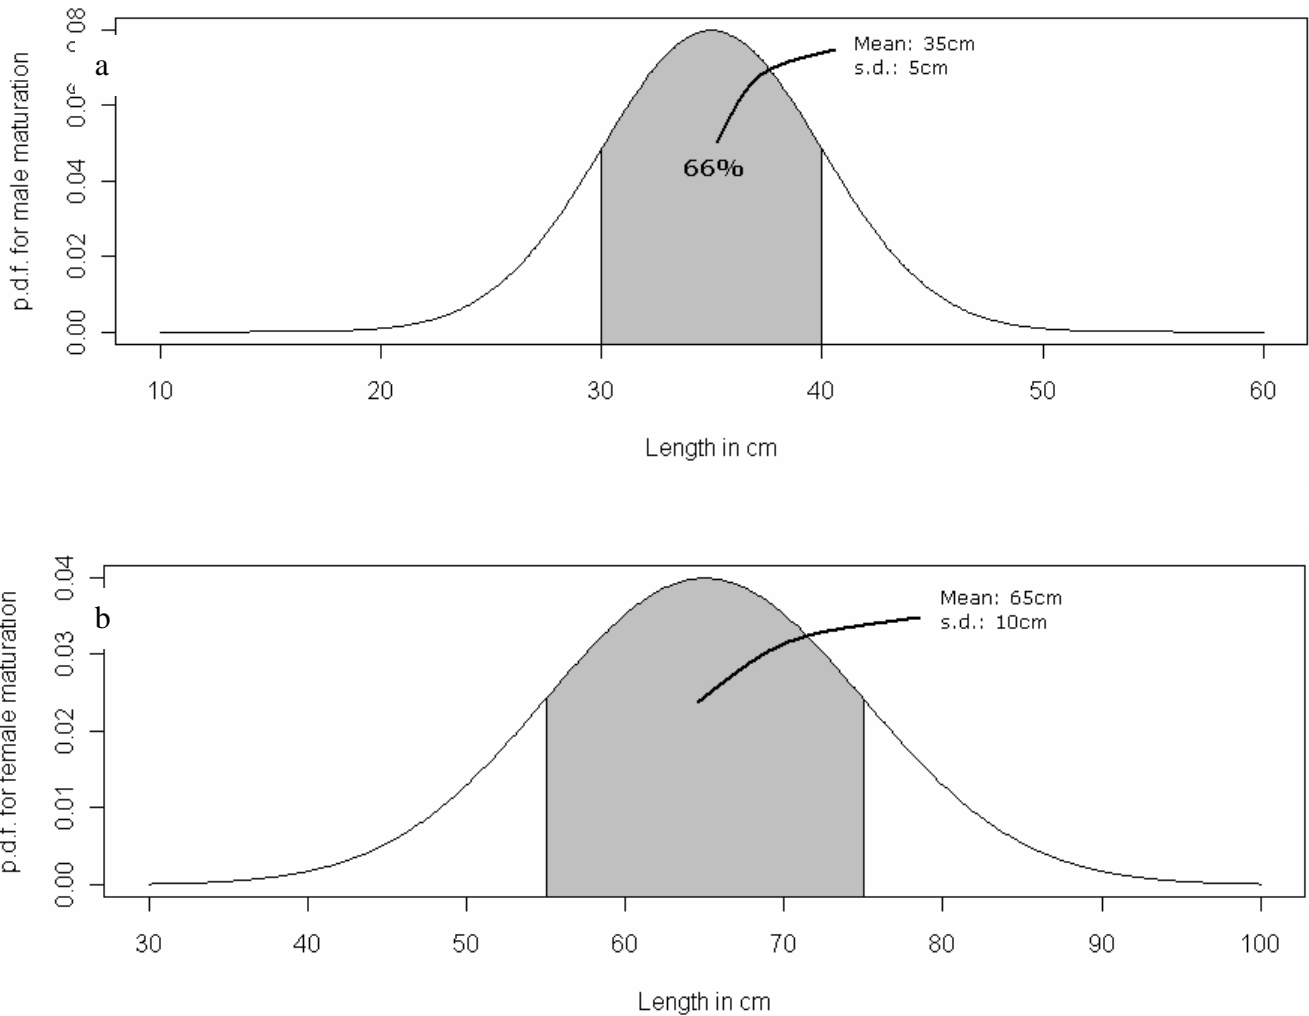 a
Mean: 35cm
s.d.: 5cm
66%
p.d.f. for male maturation
0.00
0.02
0.04
10
20
30
40
50
60
Length in cm
b
Mean: 65cm
s.d.: 10cm
p.d.f. for female maturation
0.00
0.01
0.02
0.03
0.04
30
40
50
60
70
80
90
100
Length in cm